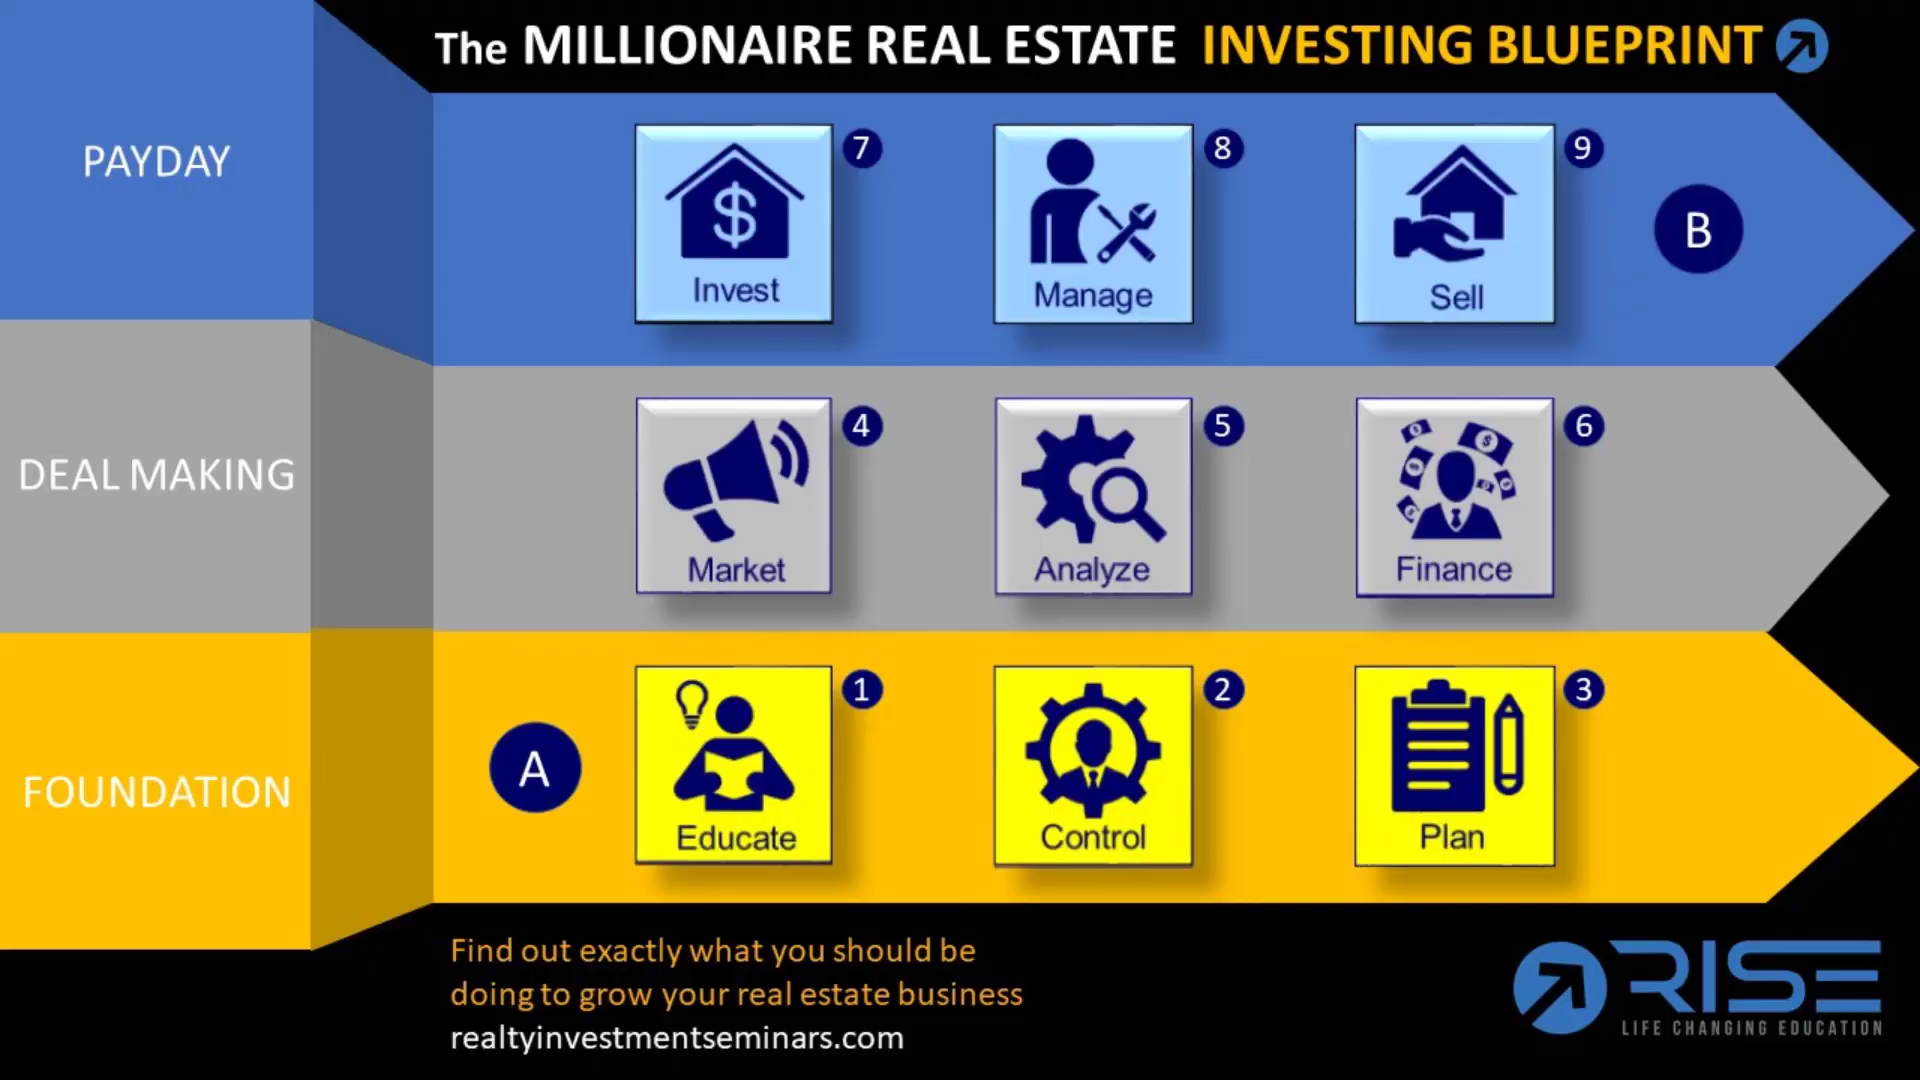 The MILLIONAIRE REAL ESTATE INVESTING BLUEPRINT
PAYDAY
7
Invest
8
Manage
9
Sell
B
DEAL MAKING
4
Market
5
Analyze
6
Finance
FOUNDATION
A
1
Educate
2
Control
3
Plan
Find out exactly what you should be
doing to grow your real estate business
realtyinvestmentseminars.com
RISE
LIFE CHANGING EDUCATION